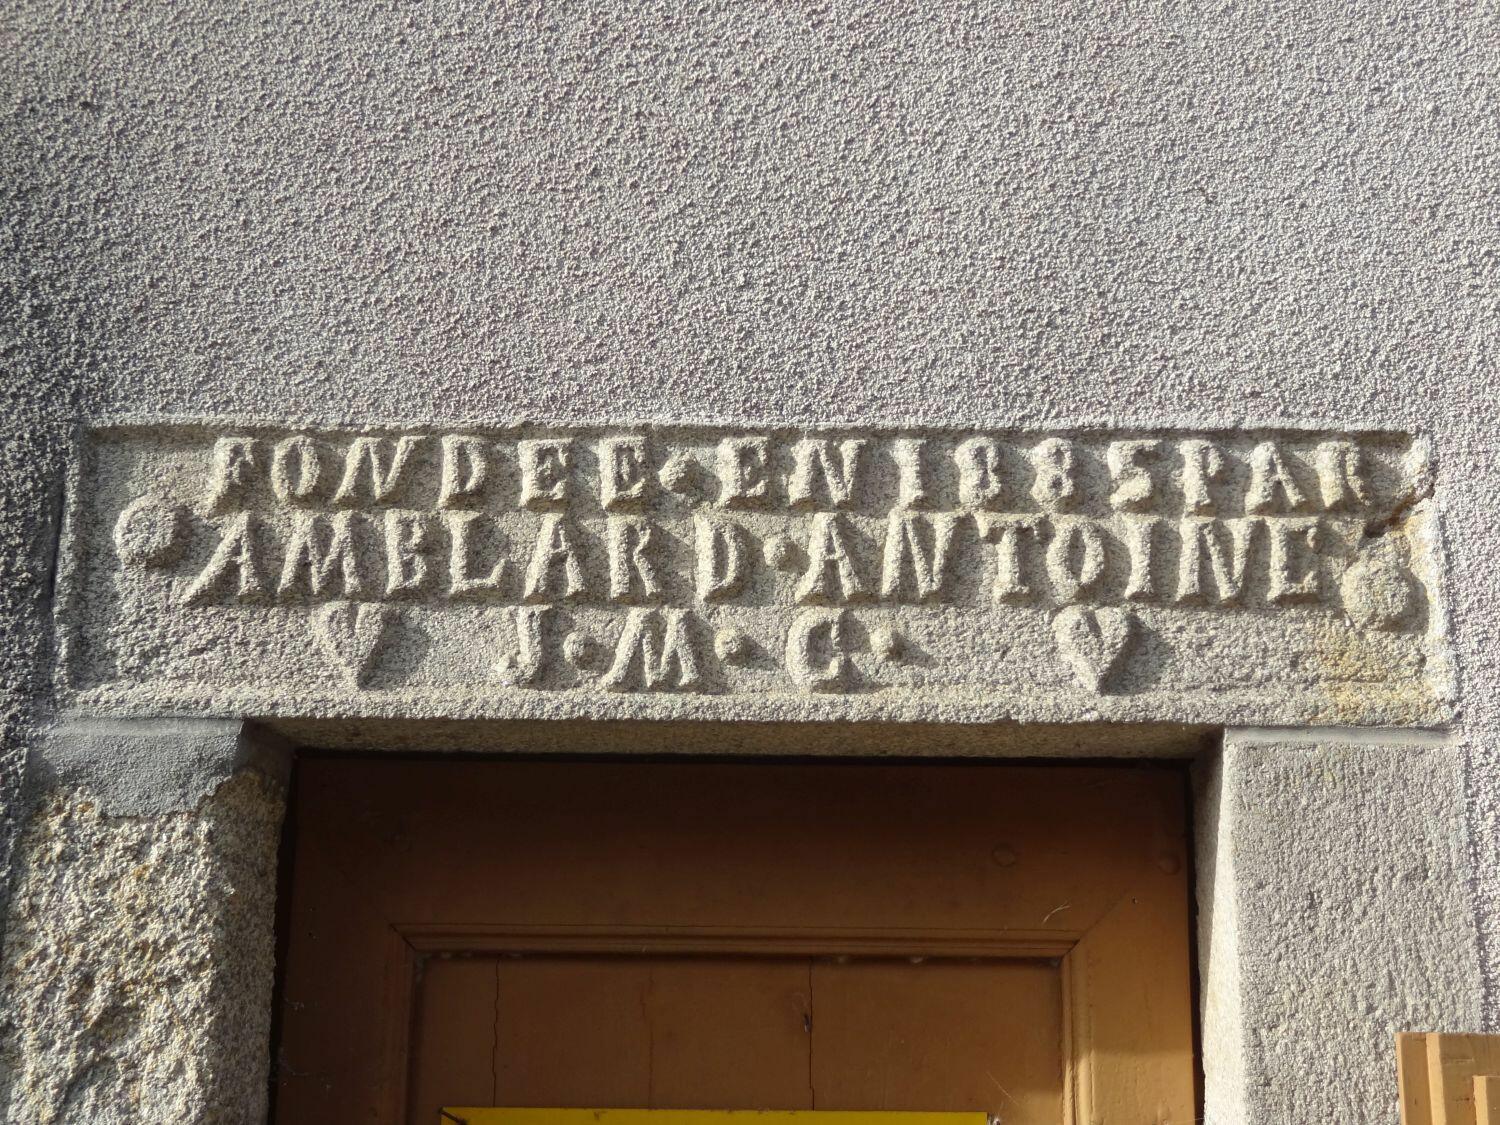 FONDEE · EN 1885 PAR
AMBLARD · ANTOINE
J · M · C ·